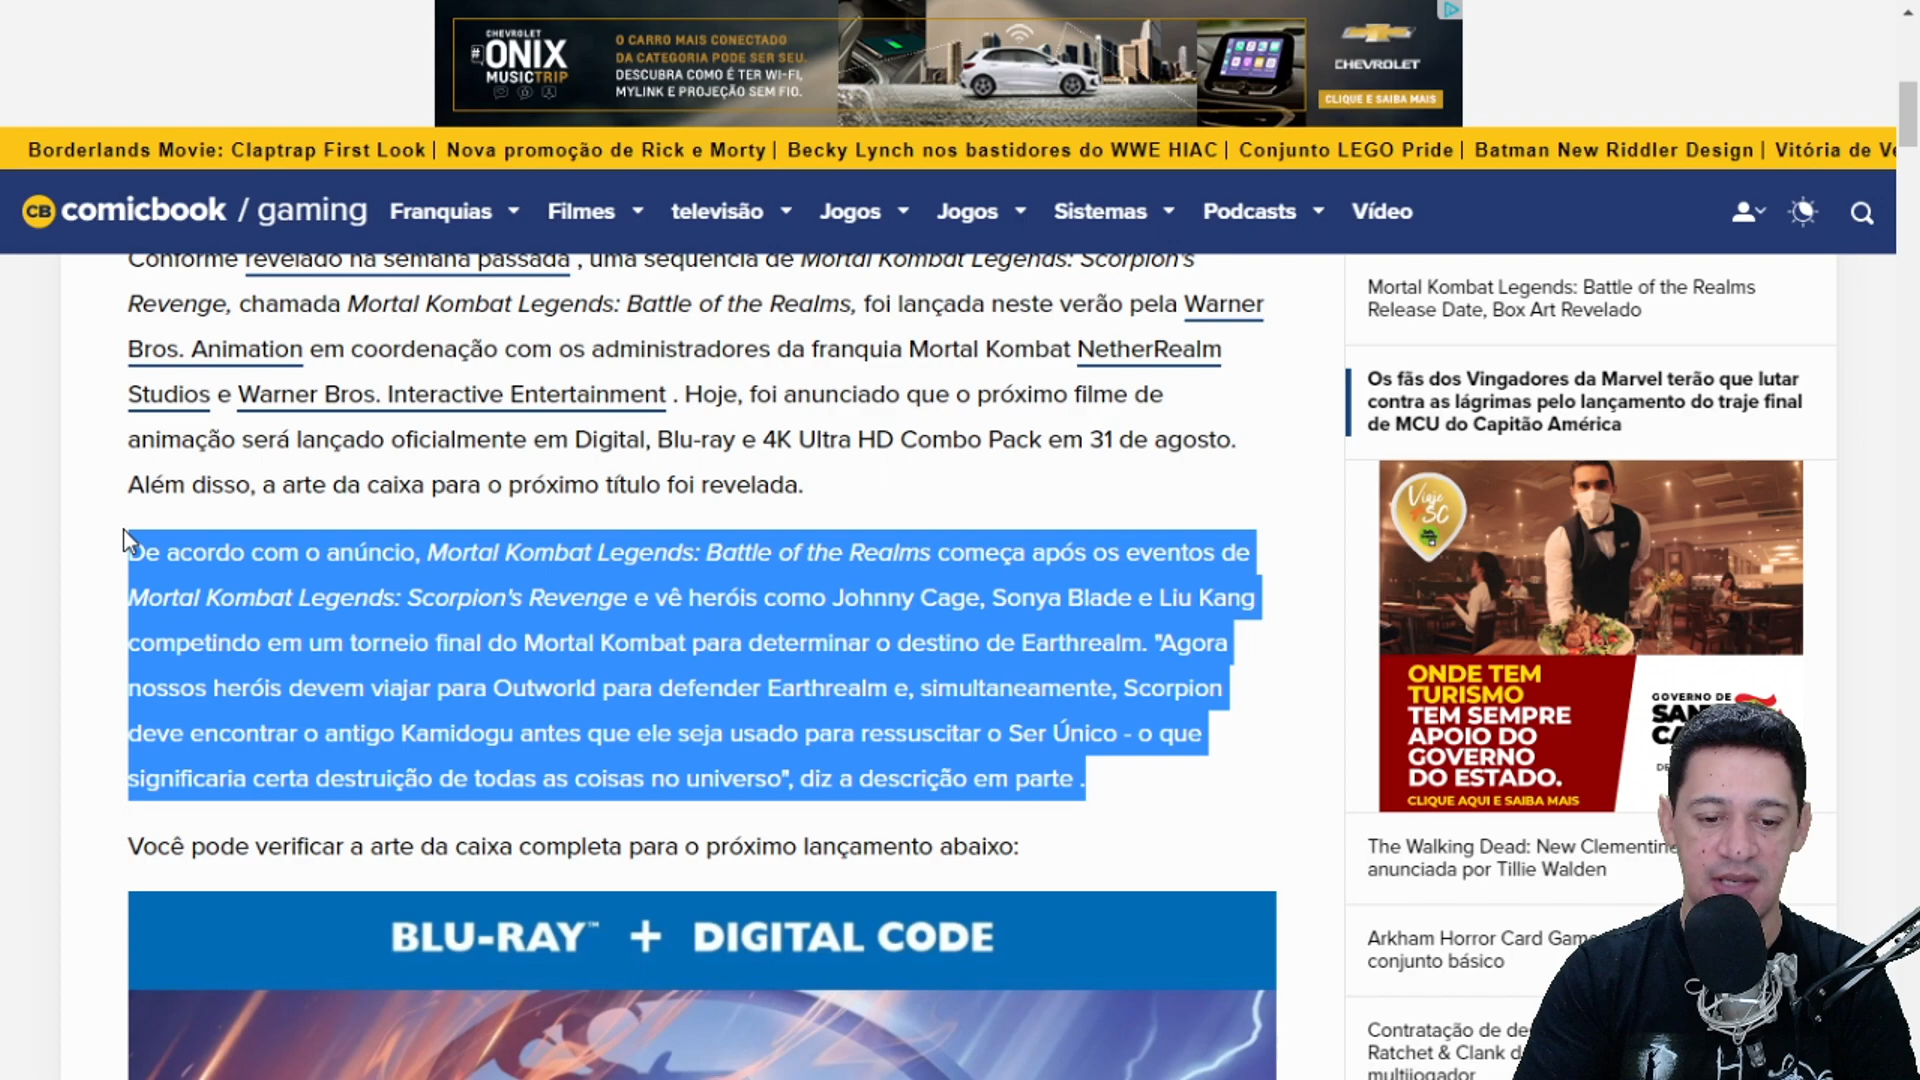 CHEVROLET
#ONIX
MUSICTRIP
O CARRO MAIS CONECTADO
DA CATEGORIA PODE SER SEU.
DESCUBRA COMO É TER WI-FI,
MYLINK E PROJEÇÃO SEM FIO.
CHEVROLET
CLIQUE E SAIBA MAIS
Borderlands Movie: Claptrap First Look | Nova promoção de Rick e Morty | Becky Lynch nos bastidores do WWE HIAC | Conjunto LEGO Pride | Batman New Riddler Design | Vitória de
CB comicbook / gaming Franquias Filmes televisão Jogos Jogos Sistemas Podcasts Vídeo
Conforme revelado na semana passada , uma sequência de Mortal Kombat Legends: Scorpion's
Revenge, chamada Mortal Kombat Legends: Battle of the Realms, foi lançada neste verão pela Warner
Bros. Animation em coordenação com os administradores da franquia Mortal Kombat NetherRealm
Studios e Warner Bros. Interactive Entertainment . Hoje, foi anunciado que o próximo filme de
animação será lançado oficialmente em Digital, Blu-ray e 4K Ultra HD Combo Pack em 31 de agosto.
Além disso, a arte da caixa para o próximo título foi revelada.
De acordo com o anúncio, Mortal Kombat Legends: Battle of the Realms começa após os eventos de
Mortal Kombat Legends: Scorpion's Revenge e vê heróis como Johnny Cage, Sonya Blade e Liu Kang
competindo em um torneio final do Mortal Kombat para determinar o destino de Earthrealm. "Agora
nossos heróis devem viajar para Outworld para defender Earthrealm e, simultaneamente, Scorpion
deve encontrar o antigo Kamidogu antes que ele seja usado para ressuscitar o Ser Único - o que
significaria certa destruição de todas as coisas no universo", diz a descrição em parte .
Você pode verificar a arte da caixa completa para o próximo lançamento abaixo:
BLU-RAY™ + DIGITAL CODE
Mortal Kombat Legends: Battle of the Realms
Release Date, Box Art Revelado
Os fãs dos Vingadores da Marvel terão que lutar
contra as lágrimas pelo lançamento do traje final
de MCU do Capitão América
Viaje
+SC
ONDE TEM
TURISMO
TEM SEMPRE
APOIO DO
GOVERNO
DO ESTADO.
CLIQUE AQUI E SAIBA MAIS
GOVERNO DE
The Walking Dead: New Clementine
anunciada por Tillie Walden
Arkham Horror Card Game
conjunto básico
Contratação de
Ratchet & Clank
multijogador